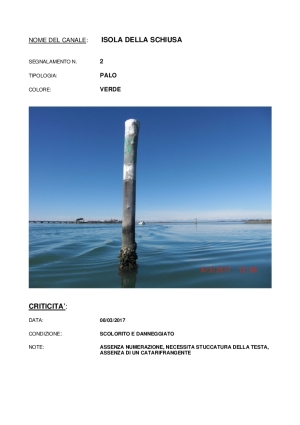 NOME DEL CANALE: ISOLA DELLA SCHIUSA
SEGNALAMENTO N. 2
TIPOLOGIA: PALO
COLORE: VERDE
CRITICITA':
DATA: 08/03/2017
CONDIZIONE: SCOLORITO E DANNEGGIATO
NOTE: ASSENZA NUMERAZIONE, NECESSITA STUCCATURA DELLA TESTA,
ASSENZA DI UN CATARIFRANGENTE